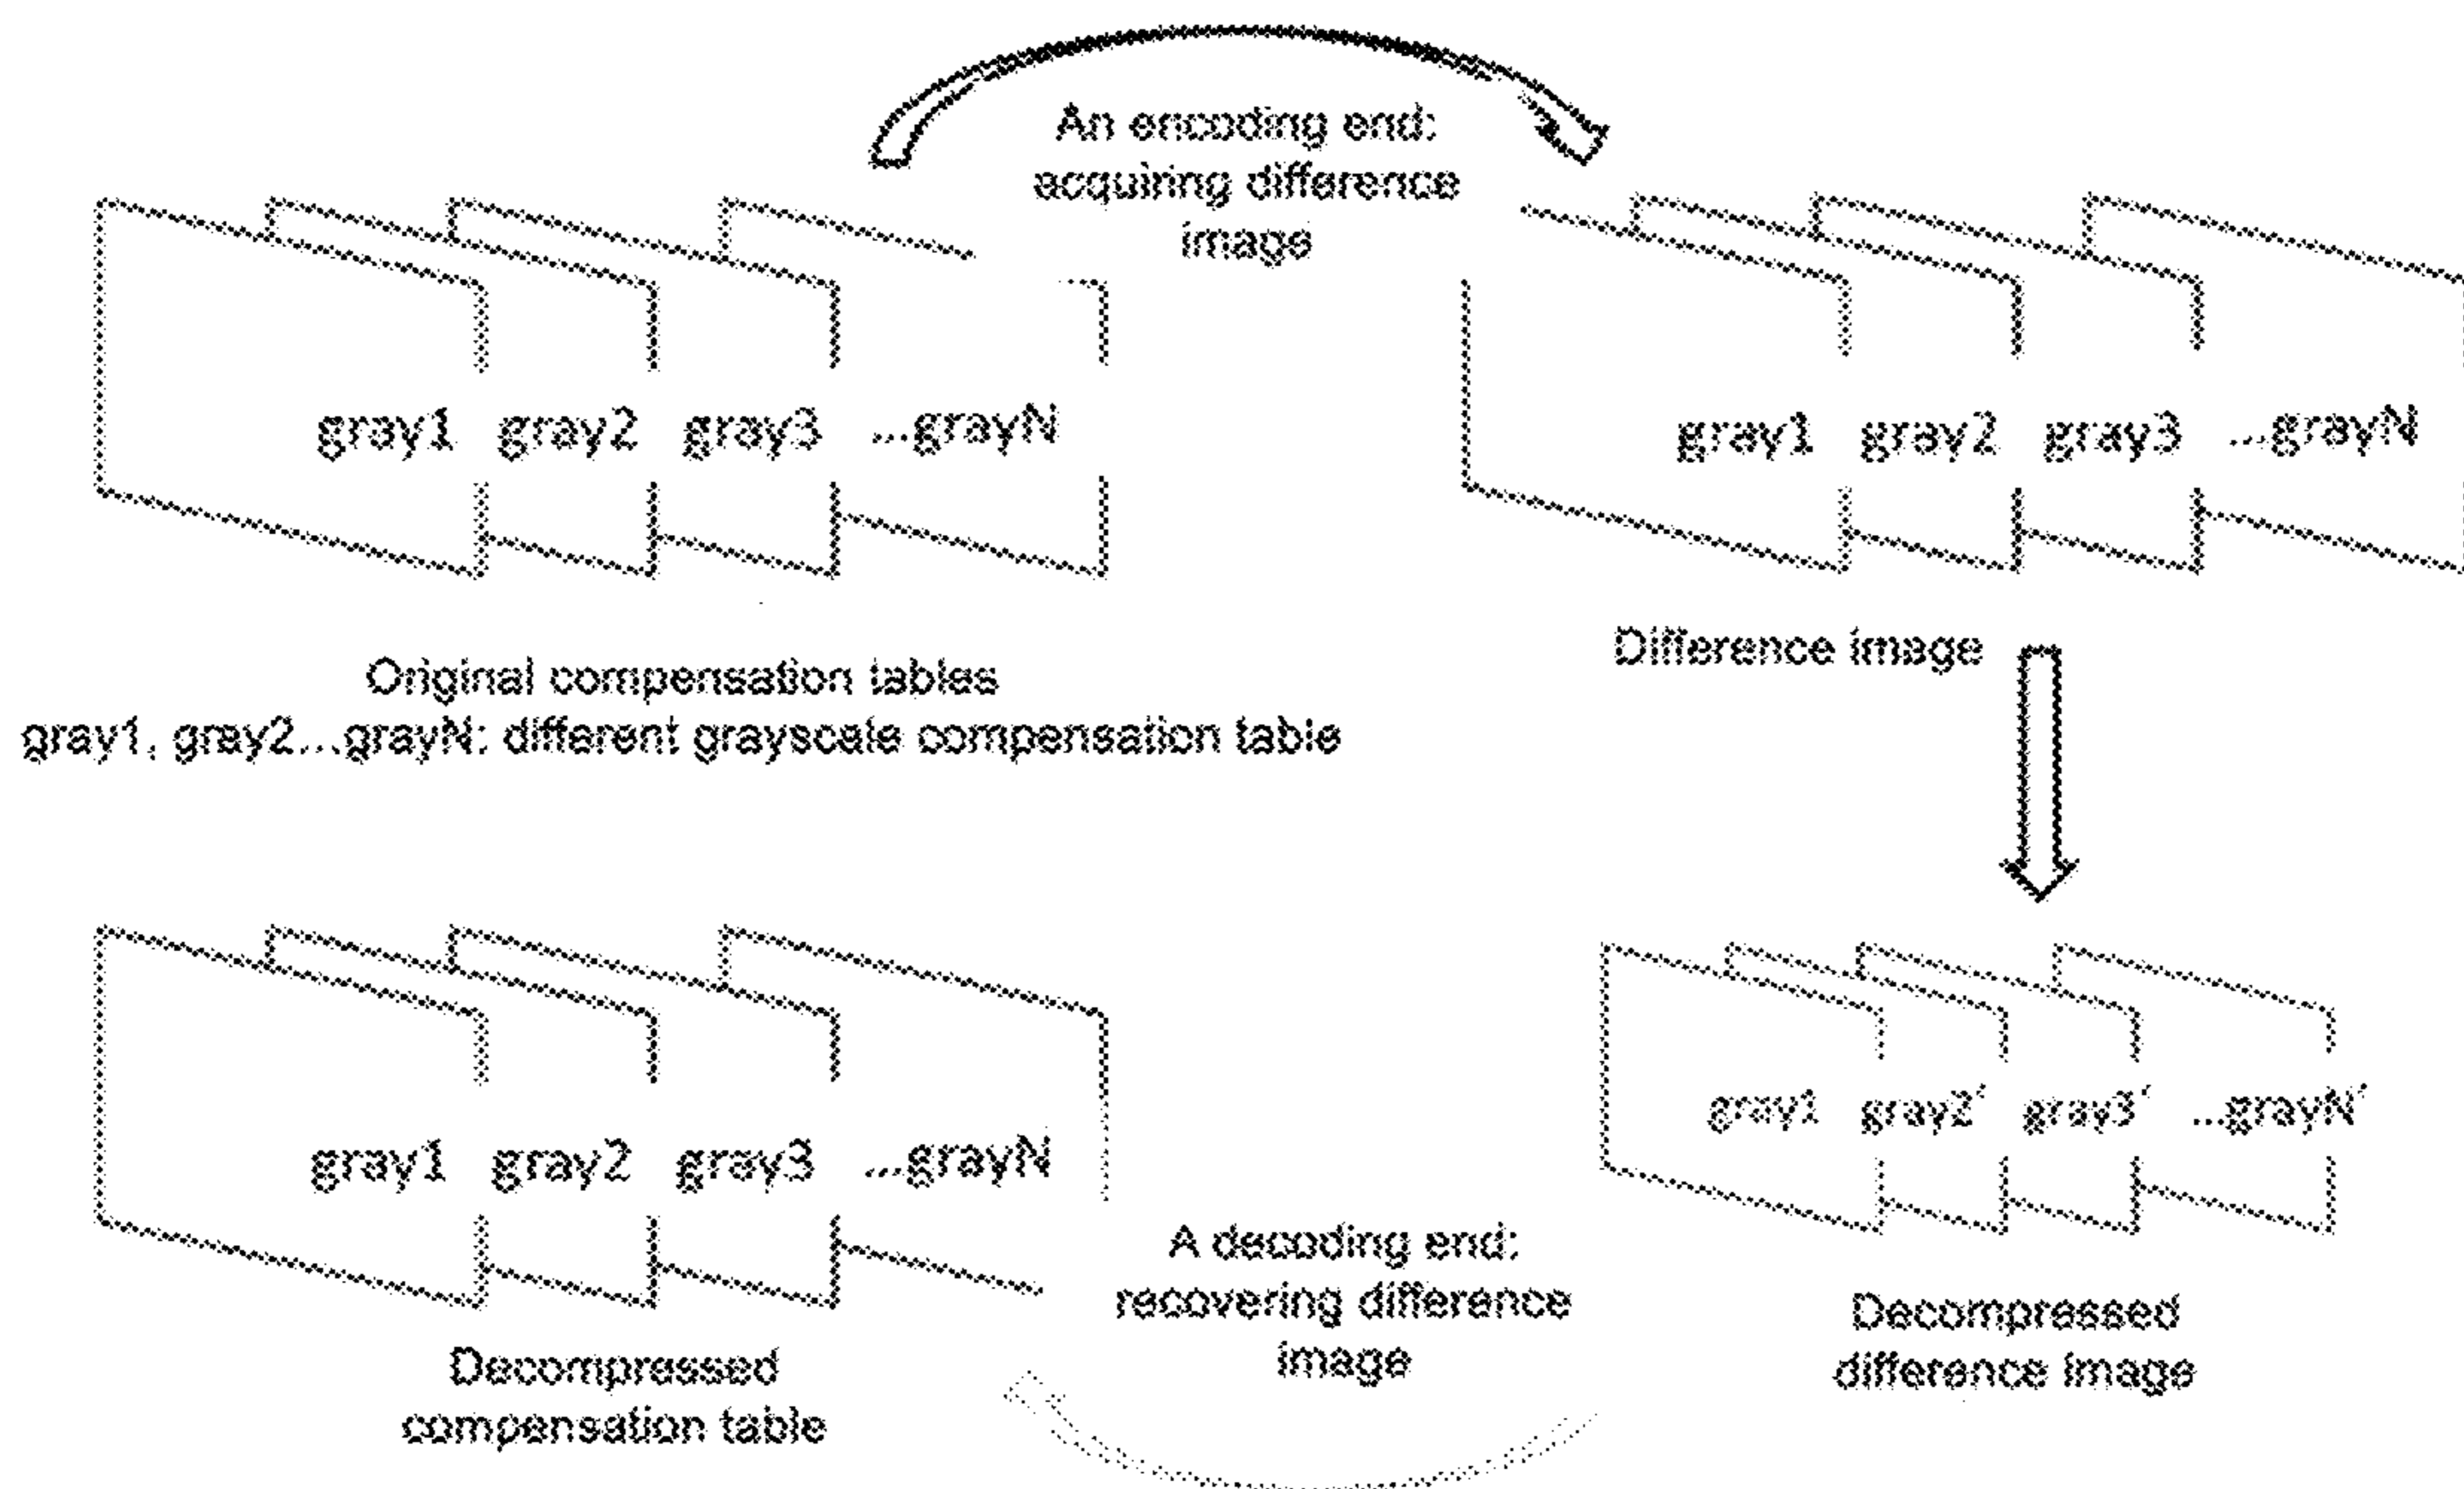 An encoding end:
acquiring difference
image
gray1 gray2 gray3 ...grayN
gray1 gray2 gray3 ...grayN
Original compensation tables
gray1, gray2...grayN: different grayscale compensation table
Difference image
gray1 gray2 gray3 ...grayN
gray1 gray2' gray3' ...grayN'
A decoding end:
recovering difference
image
Decompressed
compensation table
Decompressed
difference image